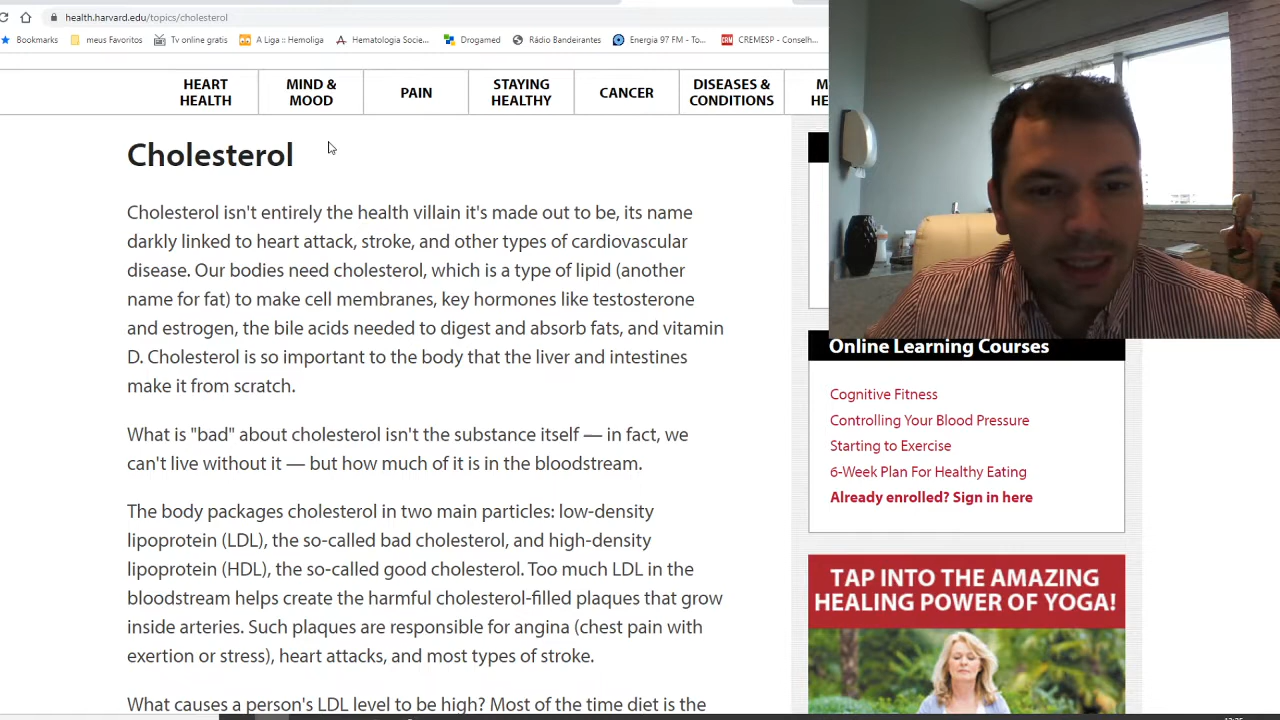 health.harvard.edu/topics/cholesterol
Bookmarks meus Favoritos Tv online gratis A Liga :: Hemoliga Hematologia Socie... Drogamed Rádio Bandeirantes Energia 97 FM - To... CREMESP - Conselh...
HEART HEALTH
MIND & MOOD
PAIN
STAYING HEALTHY
CANCER
DISEASES & CONDITIONS
Cholesterol
Cholesterol isn't entirely the health villain it's made out to be, its name
darkly linked to heart attack, stroke, and other types of cardiovascular
disease. Our bodies need cholesterol, which is a type of lipid (another
name for fat) to make cell membranes, key hormones like testosterone
and estrogen, the bile acids needed to digest and absorb fats, and vitamin
D. Cholesterol is so important to the body that the liver and intestines
make it from scratch.
What is "bad" about cholesterol isn't the substance itself — in fact, we
can't live without it — but how much of it is in the bloodstream.
The body packages cholesterol in two main particles: low-density
lipoprotein (LDL), the so-called bad cholesterol, and high-density
lipoprotein (HDL), the so-called good cholesterol. Too much LDL in the
bloodstream helps create the harmful cholesterol-filled plaques that grow
inside arteries. Such plaques are responsible for angina (chest pain with
exertion or stress), heart attacks, and most types of stroke.
What causes a person's LDL level to be high? Most of the time diet is the
Online Learning Courses
Cognitive Fitness
Controlling Your Blood Pressure
Starting to Exercise
6-Week Plan For Healthy Eating
Already enrolled? Sign in here
TAP INTO THE AMAZING
HEALING POWER OF YOGA!